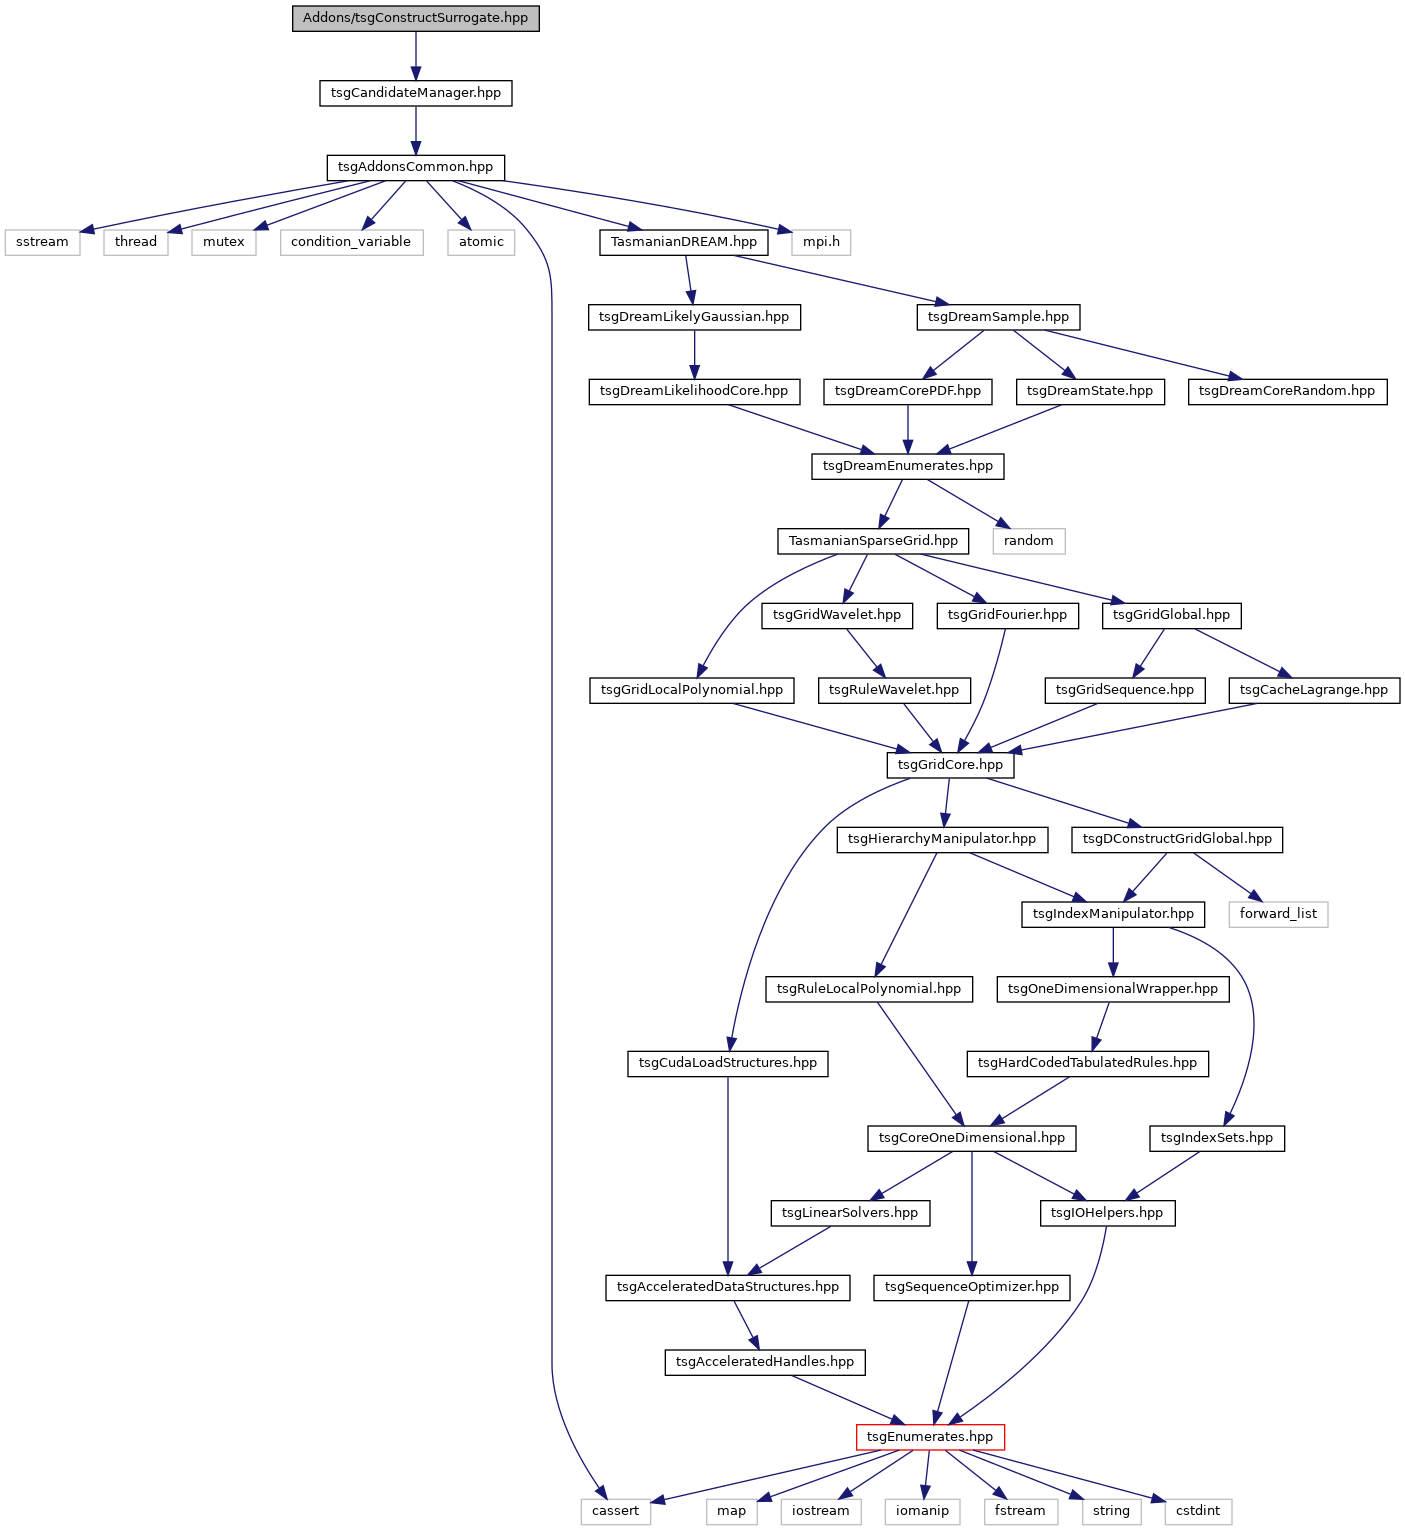 Addons/tsgConstructSurrogate.hpp
tsgCandidateManager.hpp
tsgAddonsCommon.hpp
sstream
thread
mutex
condition_variable
atomic
TasmanianDREAM.hpp
mpi.h
tsgDreamLikelyGaussian.hpp
tsgDreamSample.hpp
tsgDreamLikelihoodCore.hpp
tsgDreamCorePDF.hpp
tsgDreamState.hpp
tsgDreamCoreRandom.hpp
tsgDreamEnumerates.hpp
TasmanianSparseGrid.hpp
random
tsgGridWavelet.hpp
tsgGridFourier.hpp
tsgGridGlobal.hpp
tsgGridLocalPolynomial.hpp
tsgRuleWavelet.hpp
tsgGridSequence.hpp
tsgCacheLagrange.hpp
tsgGridCore.hpp
tsgHierarchyManipulator.hpp
tsgDConstructGridGlobal.hpp
tsgIndexManipulator.hpp
forward_list
tsgRuleLocalPolynomial.hpp
tsgOneDimensionalWrapper.hpp
tsgCudaLoadStructures.hpp
tsgHardCodedTabulatedRules.hpp
tsgCoreOneDimensional.hpp
tsgIndexSets.hpp
tsgLinearSolvers.hpp
tsgIOHelpers.hpp
tsgAcceleratedDataStructures.hpp
tsgSequenceOptimizer.hpp
tsgAcceleratedHandles.hpp
tsgEnumerates.hpp
cassert
map
iostream
iomanip
fstream
string
cstdint